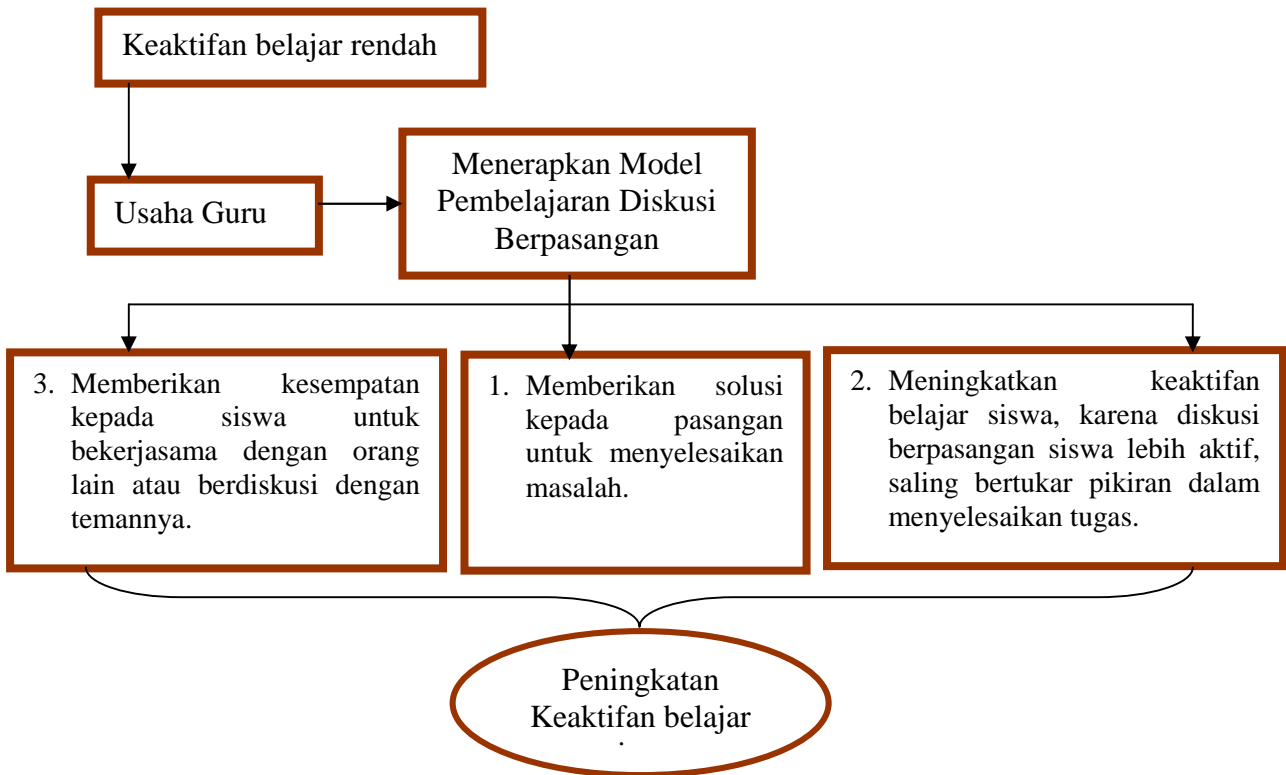 Keaktifan belajar rendah
Usaha Guru
Menerapkan Model
Pembelajaran Diskusi
Berpasangan
3. Memberikan kesempatan
kepada siswa untuk
bekerjasama dengan orang
lain atau berdiskusi dengan
temannya.
1. Memberikan solusi
kepada pasangan
untuk menyelesaikan
masalah.
2. Meningkatkan keaktifan
belajar siswa, karena diskusi
berpasangan siswa lebih aktif,
saling bertukar pikiran dalam
menyelesaikan tugas.
Peningkatan
Keaktifan belajar